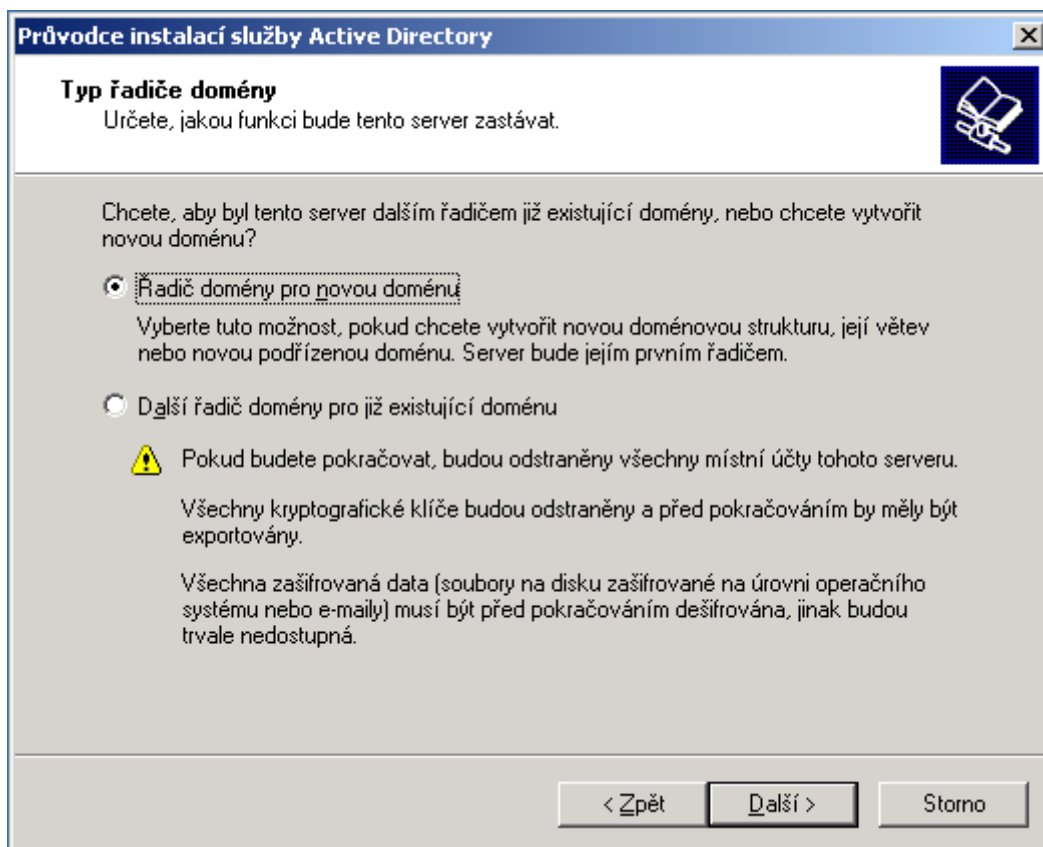 Průvodce instalací služby Active Directory
Typ řadiče domény
Určete, jakou funkci bude tento server zastávat.
Chcete, aby byl tento server dalším řadičem již existující domény, nebo chcete vytvořit
novou doménu?
Řadič domény pro novou doménu
Vyberte tuto možnost, pokud chcete vytvořit novou doménovou strukturu, její větev
nebo novou podřízenou doménu. Server bude jejím prvním řadičem.
Další řadič domény pro již existující doménu
Pokud budete pokračovat, budou odstraněny všechny místní účty tohoto serveru.
Všechny kryptografické klíče budou odstraněny a před pokračováním by měly být
exportovány.
Všechna zašifrovaná data (soubory na disku zašifrované na úrovni operačního
systému nebo e-maily) musí být před pokračováním dešifrována, jinak budou
trvale nedostupná.
< Zpět
Další >
Storno